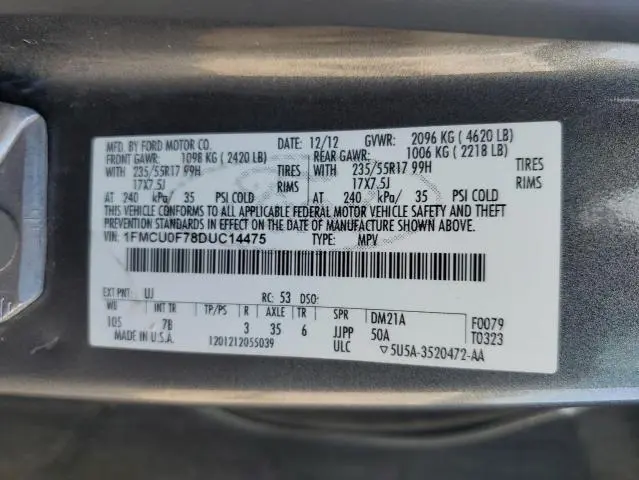 MFD. BY FORD MOTOR CO. DATE: 12/12 GVWR: 2096 KG ( 4620 LB)
FRONT GAWR: 1098 KG ( 2420 LB) REAR GAWR: 1006 KG ( 2218 LB)
WITH 235/55R17 99H TIRES WITH 235/55R17 99H TIRES
17X7.5J RIMS 17X7.5J RIMS
AT 240 kPa/ 35 PSI COLD AT 240 kPa/ 35 PSI COLD
THIS VEHICLE CONFORMS TO ALL APPLICABLE FEDERAL MOTOR VEHICLE SAFETY AND THEFT
PREVENTION STANDARDS IN EFFECT ON THE DATE OF MANUFACTURE SHOWN ABOVE.
VIN: 1FMCU0F78DUC14475 TYPE: MPV
EXT PNT: UJ RC: 53 DSO:
WB INT TR TP/PS R AXLE TR SPR DM21A F0079
105 7B 3 35 6 JJPP 50A T0323
MADE IN U.S.A. 1201212055039 ULC ▽5U5A-3520472-AA